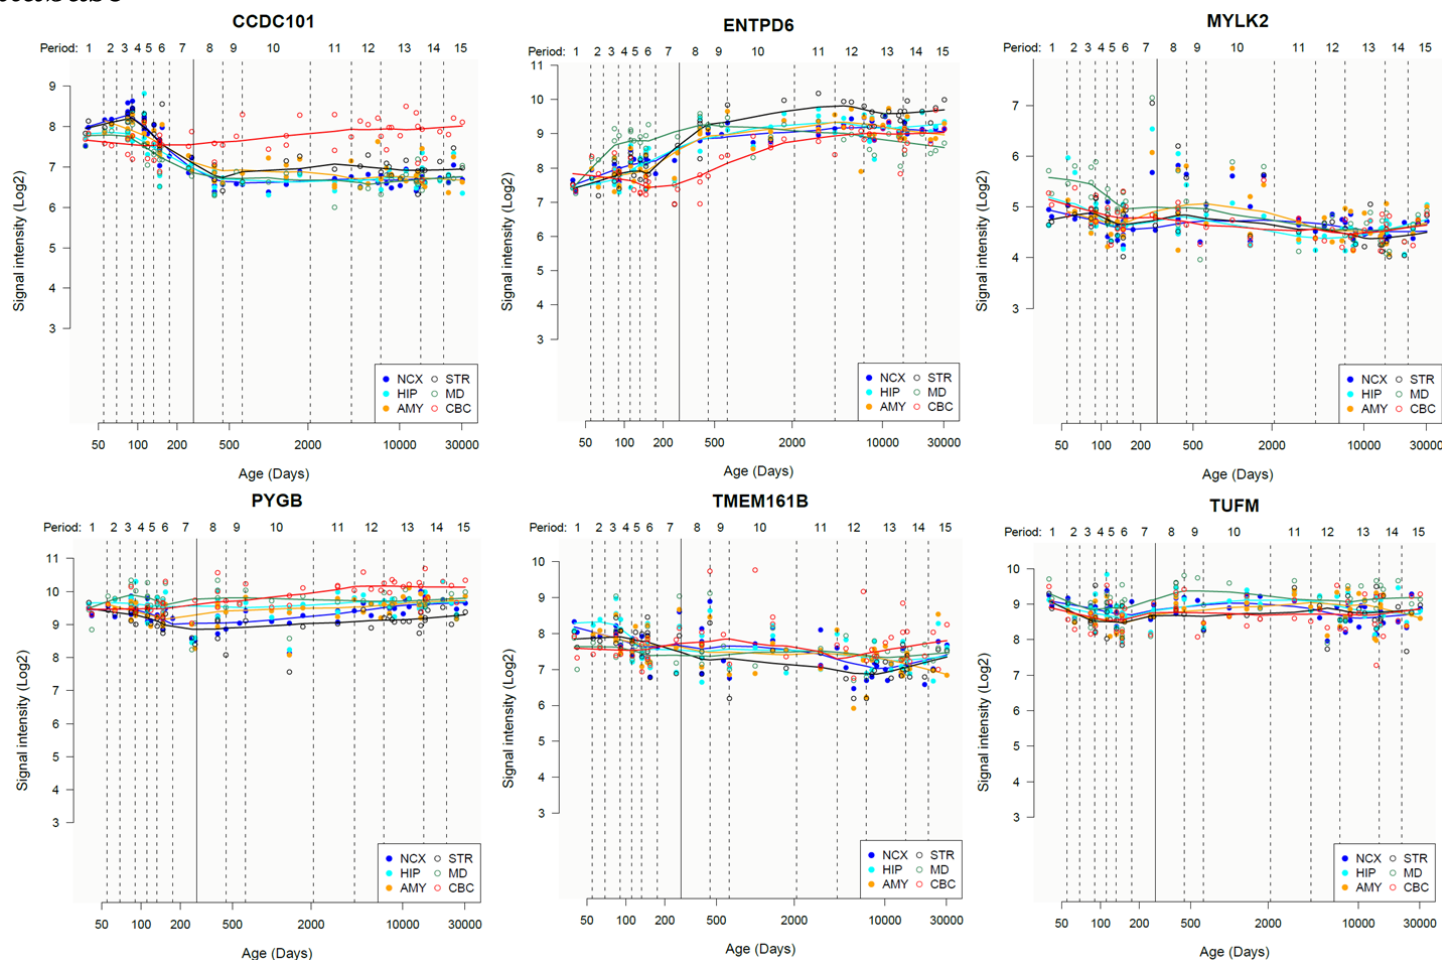 CCDC101
Period: 1 2 3 4 5 6 7 8 9 10 11 12 13 14 15
Signal intensity (Log2)
9
8
7
6
5
4
3
NCX STR
HIP MD
AMY CBC
50 100 200 500 2000 10000 30000
Age (Days)
ENTPD6
Period: 1 2 3 4 5 6 7 8 9 10 11 12 13 14 15
Signal intensity (Log2)
11
10
9
8
7
6
5
4
3
NCX STR
HIP MD
AMY CBC
50 100 200 500 2000 10000 30000
Age (Days)
MYLK2
Period: 1 2 3 4 5 6 7 8 9 10 11 12 13 14 15
Signal intensity (Log2)
7
6
5
4
3
NCX STR
HIP MD
AMY CBC
50 100 200 500 2000 10000 30000
Age (Days)
PYGB
Period: 1 2 3 4 5 6 7 8 9 10 11 12 13 14 15
Signal intensity (Log2)
11
10
9
8
7
6
5
4
3
NCX STR
HIP MD
AMY CBC
50 100 200 500 2000 10000 30000
Age (Days)
TMEM161B
Period: 1 2 3 4 5 6 7 8 9 10 11 12 13 14 15
Signal intensity (Log2)
10
9
8
7
6
5
4
3
NCX STR
HIP MD
AMY CBC
50 100 200 500 2000 10000 30000
Age (Days)
TUFM
Period: 1 2 3 4 5 6 7 8 9 10 11 12 13 14 15
Signal intensity (Log2)
10
9
8
7
6
5
4
3
NCX STR
HIP MD
AMY CBC
50 100 200 500 2000 10000 30000
Age (Days)